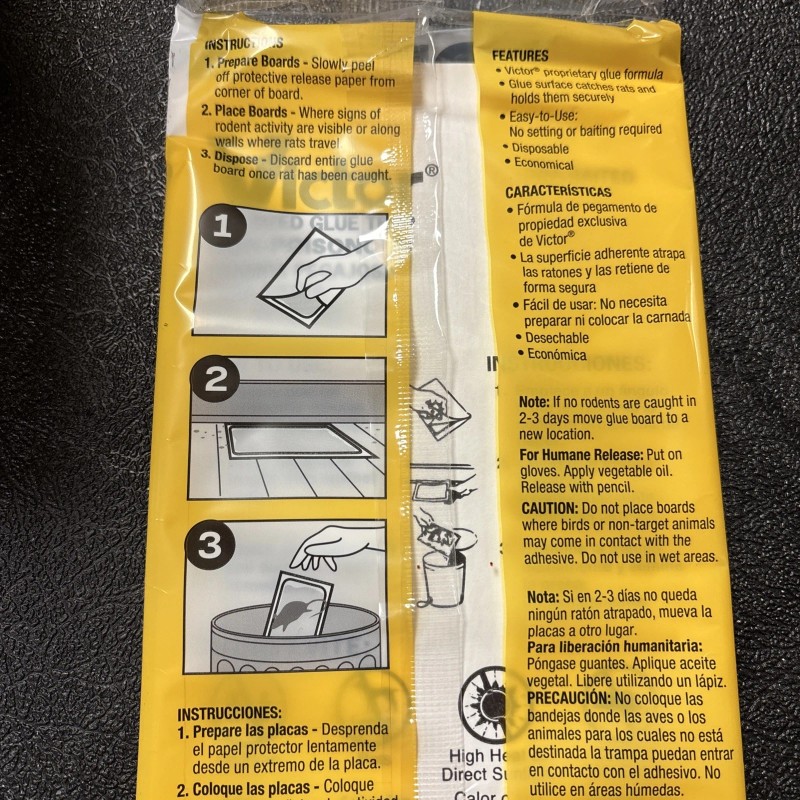 INSTRUCTIONS
1. Prepare Boards - Slowly peel
off protective release paper from
corner of board.
2. Place Boards - Where signs of
rodent activity are visible or along
walls where rats travel
3. Dispose - Discard entire glue
board once rat has been caught.
Victor®
GLUE
1
2
3
INSTRUCCIONES:
1. Prepare las placas - Desprenda
el papel protector lentamente
desde un extremo de la placa.
2. Coloque las placas - Coloque
High He
Direct Su
Calor
FEATURES
• Victor® proprietary glue formula
• Glue surface catches rats and
holds them securely
• Easy-to-Use:
No setting or baiting required
• Disposable
• Economical
CARACTERÍSTICAS
• Fórmula de pegamento de
propiedad exclusiva
de Victor®
• La superficie adherente atrapa
las ratones y las retiene de
forma segura
• Fácil de usar: No necesita
preparar ni colocar la carnada
• Desechable
• Económica
Note: If no rodents are caught in
2-3 days move glue board to a
new location.
For Humane Release: Put on
gloves. Apply vegetable oil.
Release with pencil.
CAUTION: Do not place boards
where birds or non-target animals
may come in contact with the
adhesive. Do not use in wet areas.
Nota: Si en 2-3 días no queda
ningún ratón atrapado, mueva la
placas a otro lugar.
Para liberación humanitaria:
Póngase guantes. Aplique aceite
vegetal. Libere utilizando un lápiz.
PRECAUCIÓN: No coloque las
bandejas donde las aves o los
animales para los cuales no está
destinada la trampa puedan entrar
en contacto con el adhesivo. No
utilice en áreas húmedas.